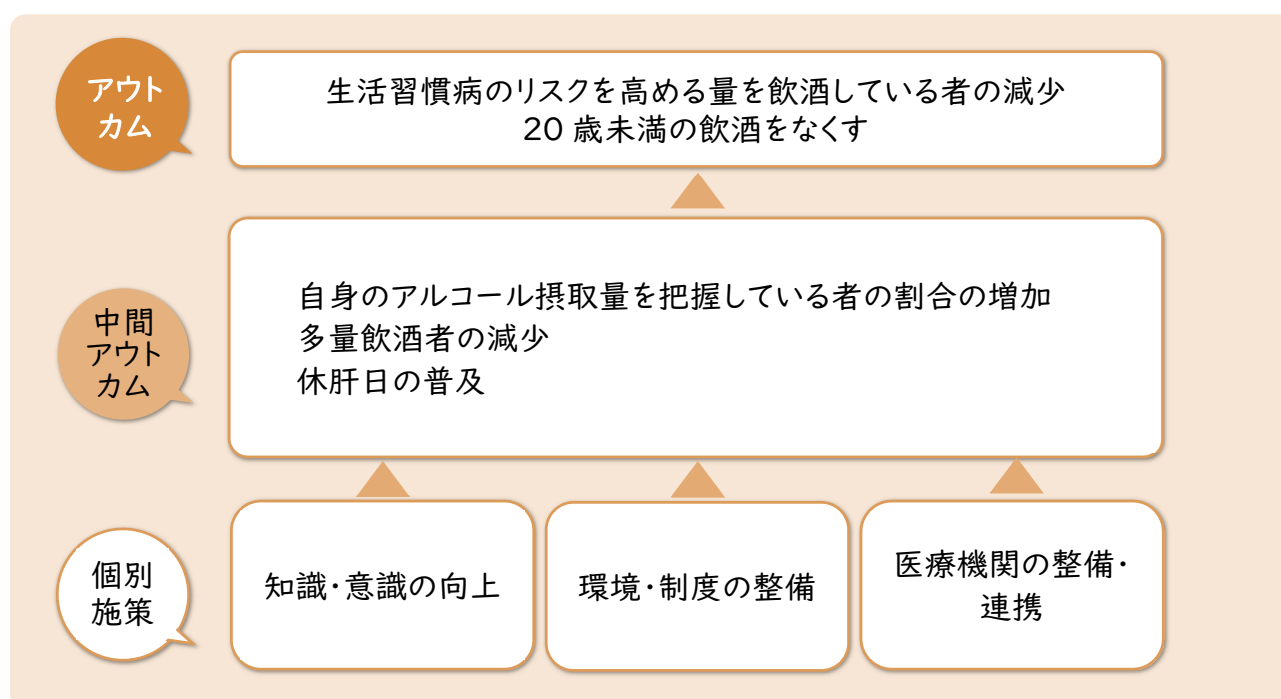 アウト
カム
生活習慣病のリスクを高める量を飲酒している者の減少
20 歳未満の飲酒をなくす
中間
アウト
カム
自身のアルコール摂取量を把握している者の割合の増加
多量飲酒者の減少
休肝日の普及
個別
施策
知識・意識の向上
環境・制度の整備
医療機関の整備・
連携